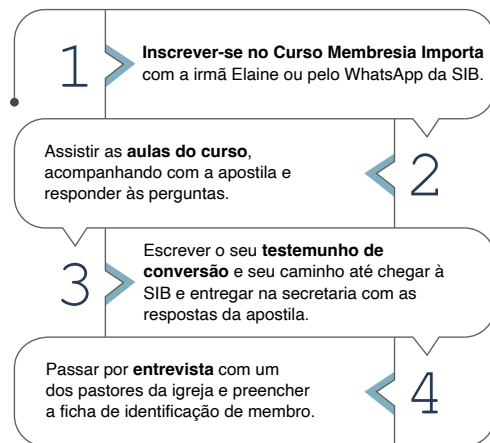 1
Inscrever-se no Curso Membresia Importa
com a irmã Elaine ou pelo WhatsApp da SIB.
Assistir as aulas do curso,
acompanhando com a apostila e
responder às perguntas.
2
3
Escrever o seu testemunho de
conversão e seu caminho até chegar à
SIB e entregar na secretaria com as
respostas da apostila.
Passar por entrevista com um
dos pastores da igreja e preencher
a ficha de identificação de membro.
4